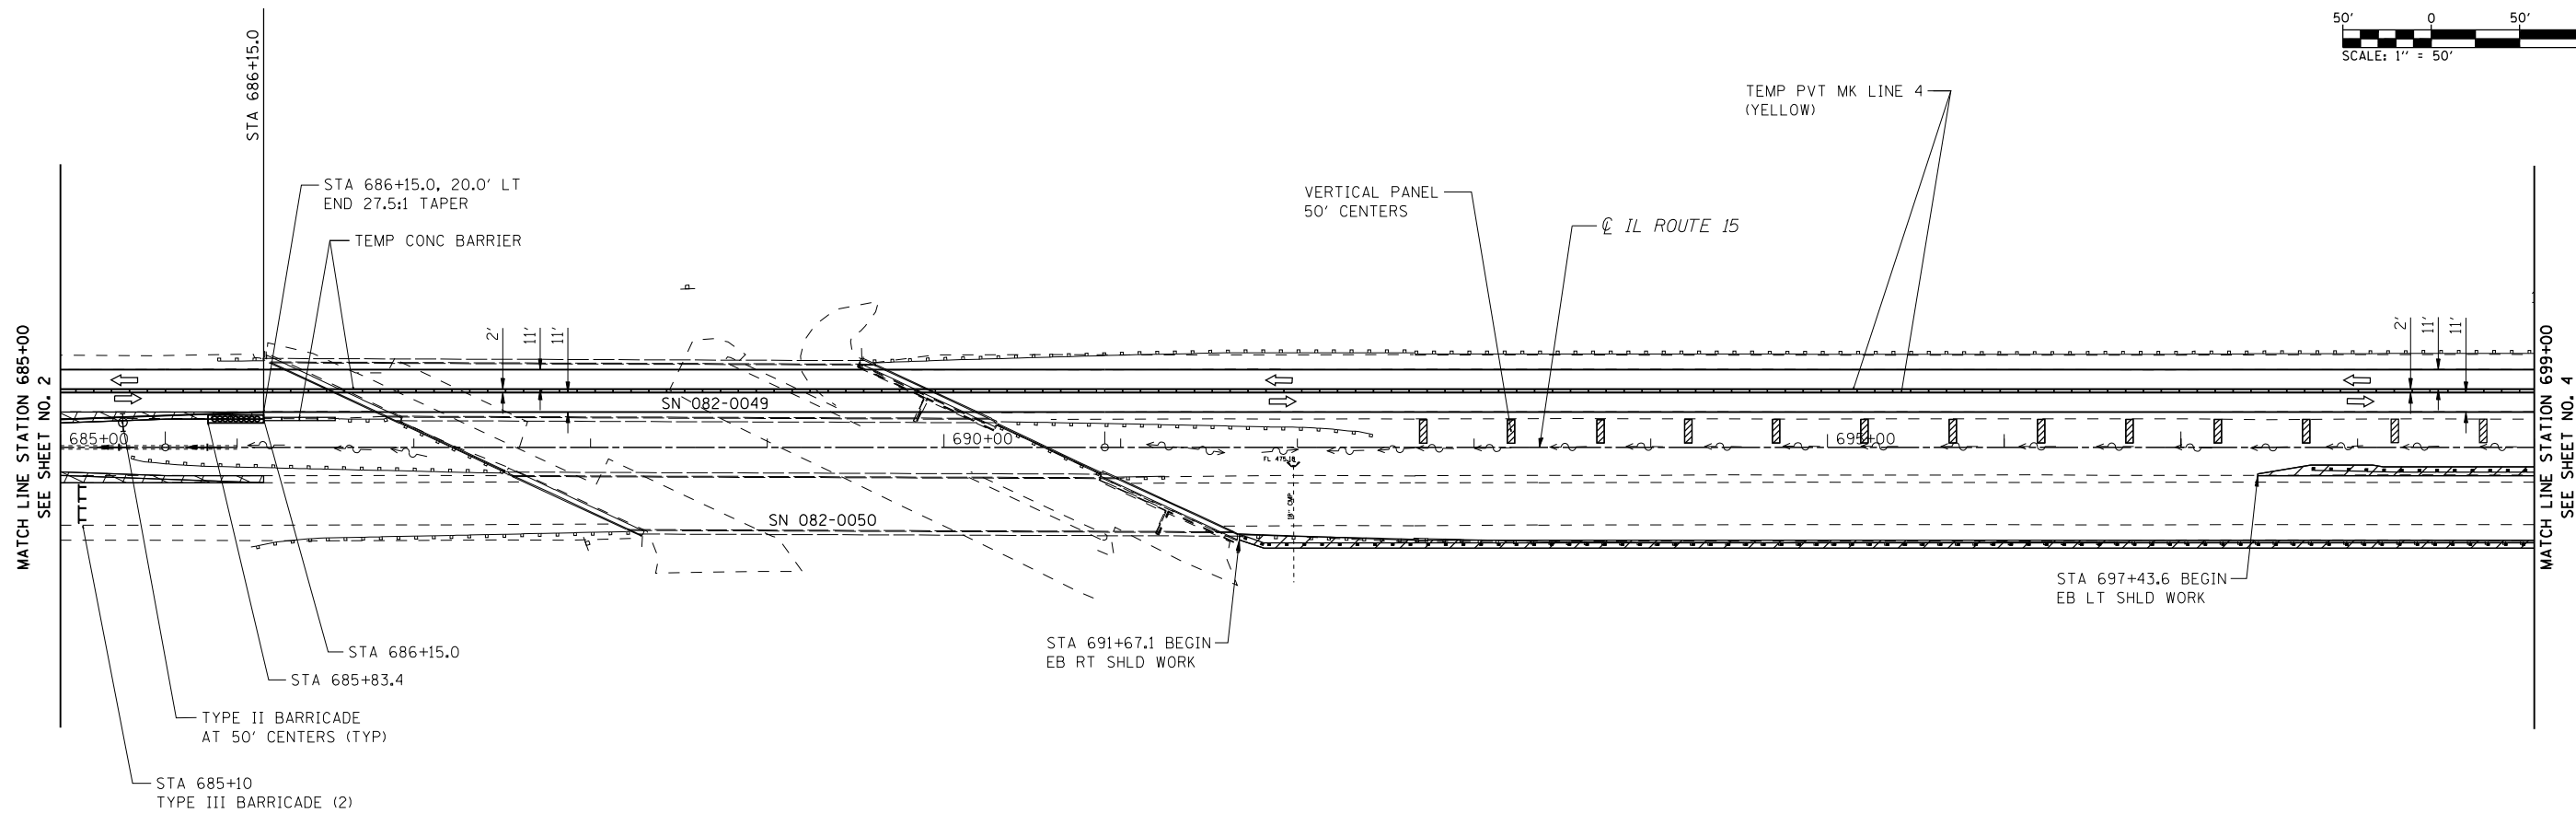 50' 0 50'
SCALE: 1" = 50'
STA 686+15.0
TEMP PVT MK LINE 4
(YELLOW)
STA 686+15.0, 20.0' LT
END 27.5:1 TAPER
TEMP CONC BARRIER
VERTICAL PANEL
50' CENTERS
℄ IL ROUTE 15
2' 11' 11'
2' 11' 11'
MATCH LINE STATION 685+00
SEE SHEET NO. 2
MATCH LINE STATION 699+00
SEE SHEET NO. 4
SN 082-0049
685+00
690+00
695+00
SN 082-0050
STA 691+67.1 BEGIN
EB RT SHLD WORK
STA 697+43.6 BEGIN
EB LT SHLD WORK
STA 686+15.0
STA 685+83.4
TYPE II BARRICADE
AT 50' CENTERS (TYP)
STA 685+10
TYPE III BARRICADE (2)